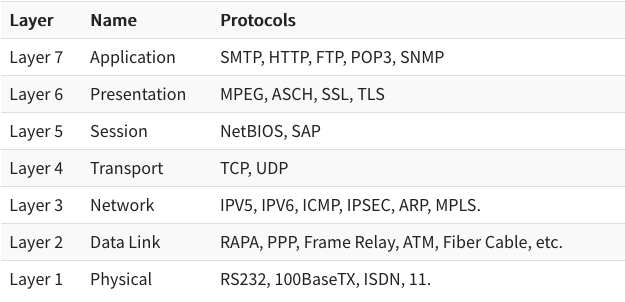 Layer Name Protocols
Layer 7 Application SMTP, HTTP, FTP, POP3, SNMP
Layer 6 Presentation MPEG, ASCH, SSL, TLS
Layer 5 Session NetBIOS, SAP
Layer 4 Transport TCP, UDP
Layer 3 Network IPV5, IPV6, ICMP, IPSEC, ARP, MPLS.
Layer 2 Data Link RAPA, PPP, Frame Relay, ATM, Fiber Cable, etc.
Layer 1 Physical RS232, 100BaseTX, ISDN, 11.